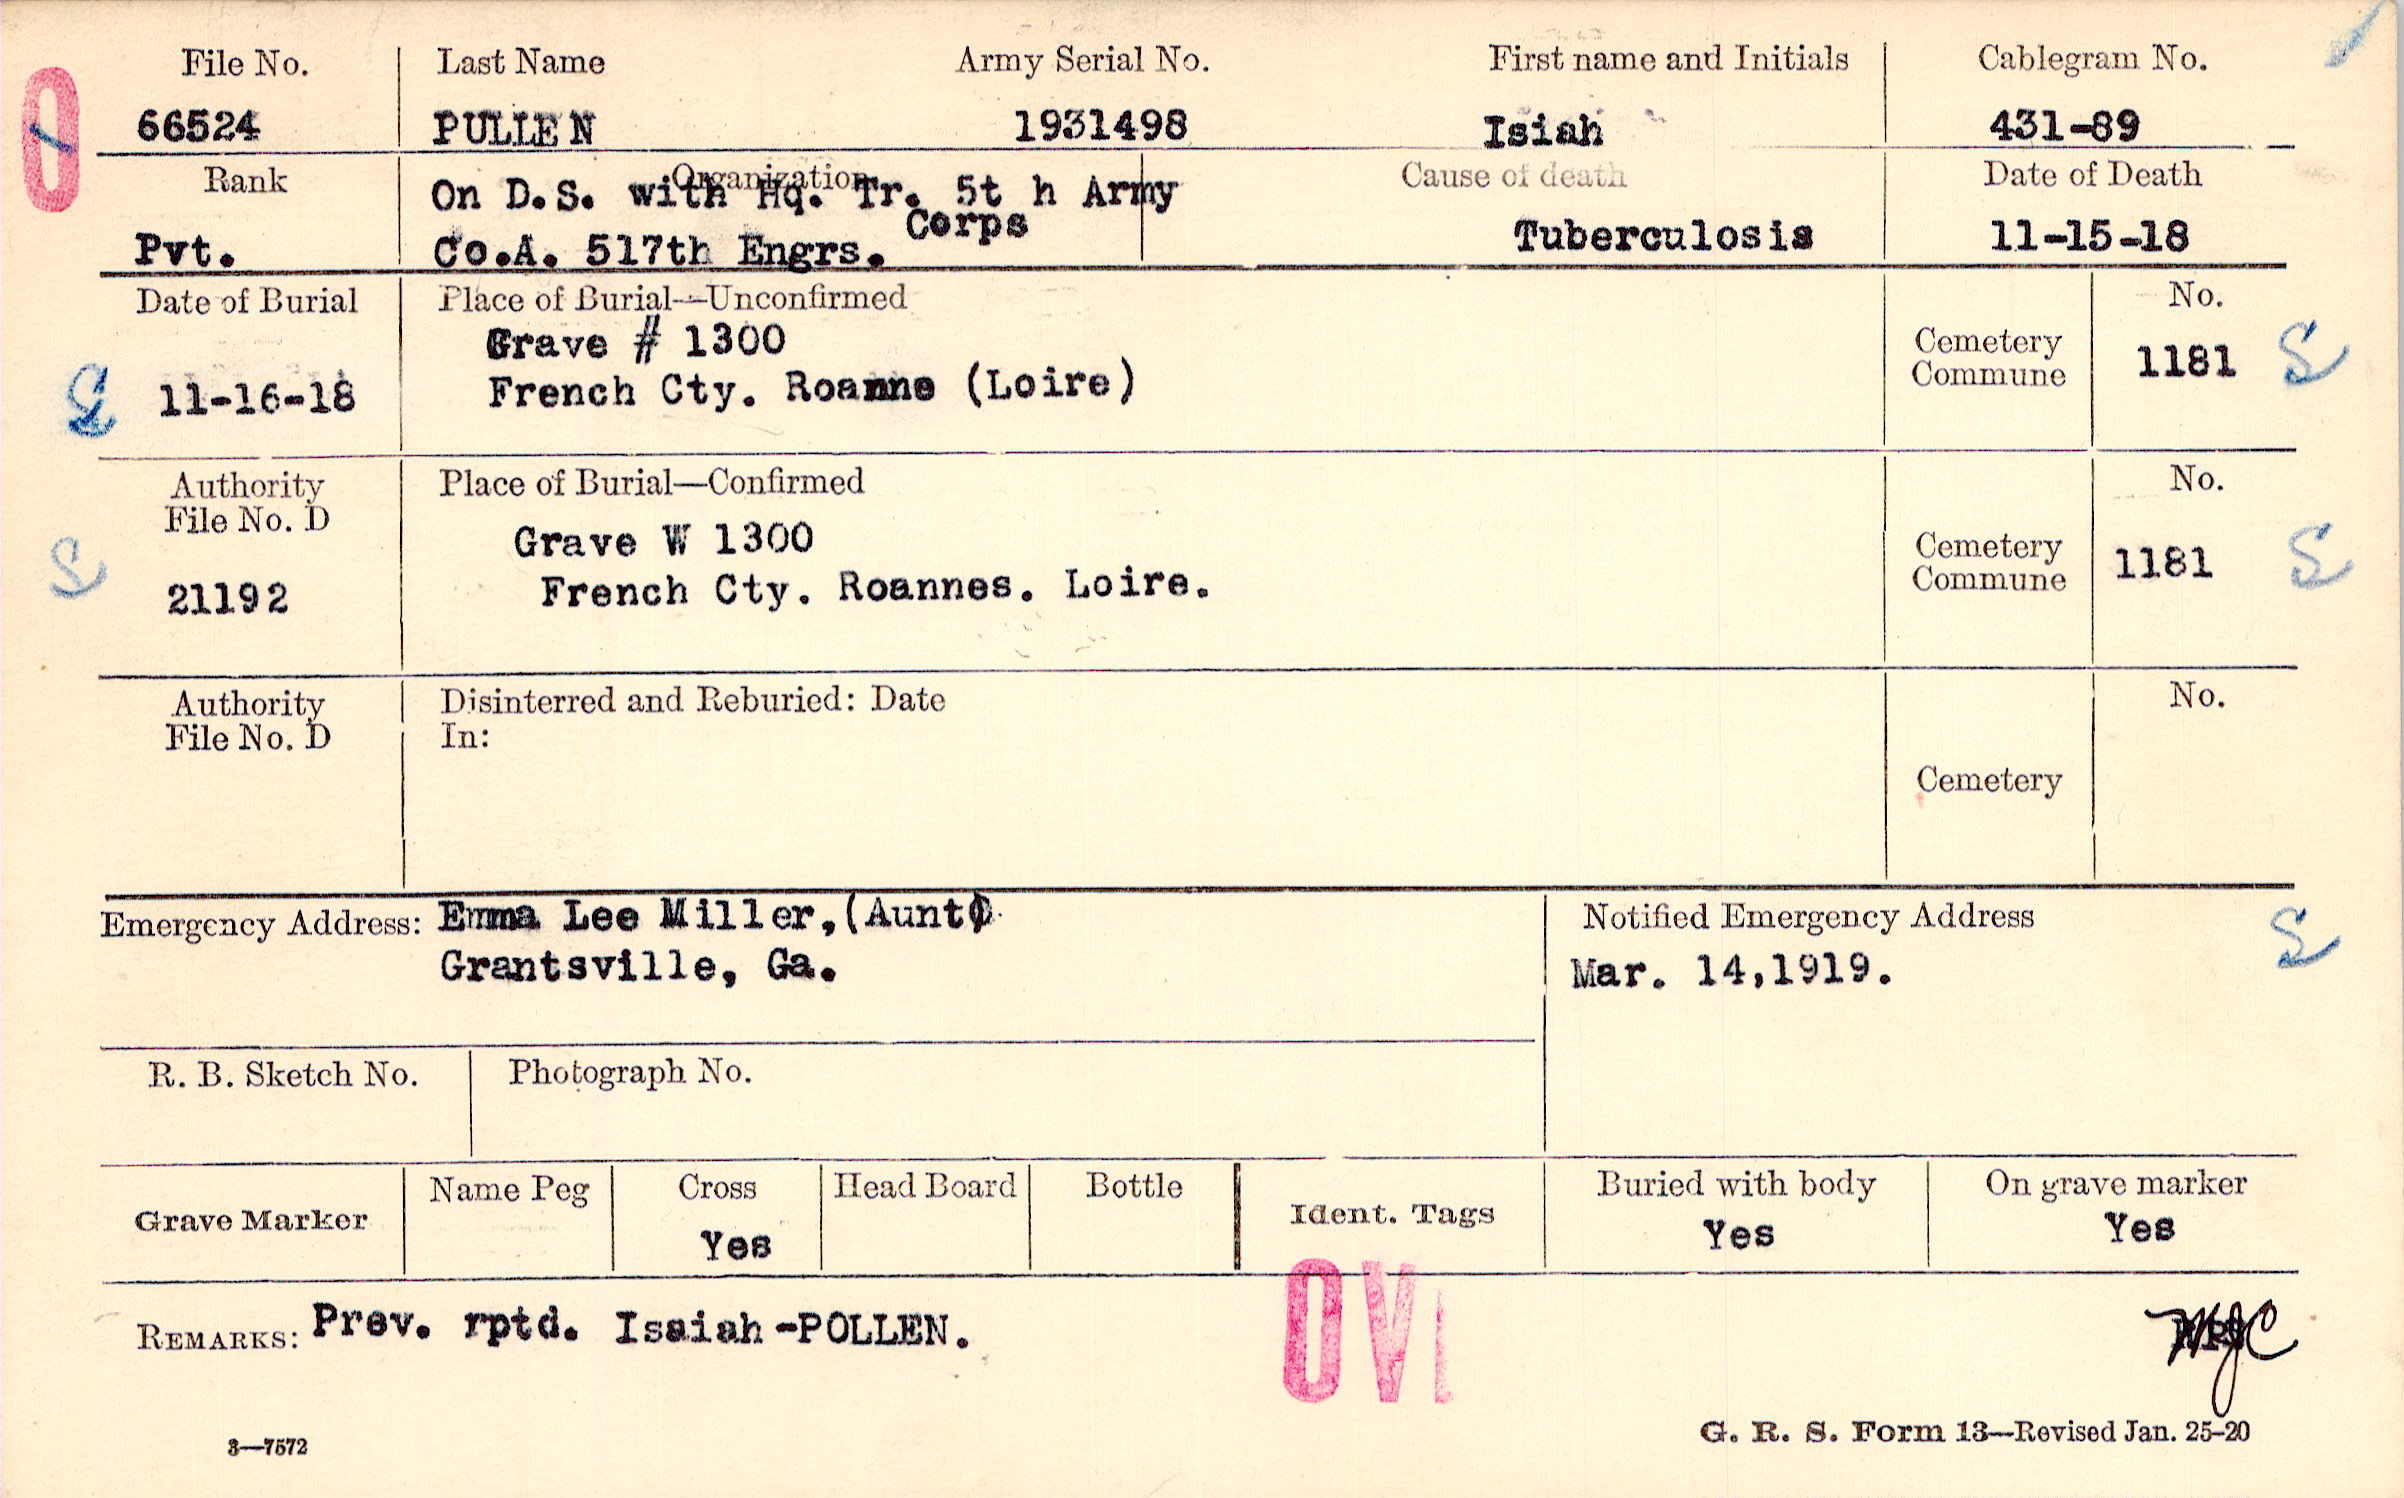 File No. Last Name Army Serial No. First name and Initials Cablegram No.
66524 PULLEN 1931498 Isiah 431-89
Rank Organization Cause of death Date of Death
On D.S. with Hq. Tr. 5t h Army
Corps
Pvt. Co.A. 517th Engrs. Tuberculosis 11-15-18
Date of Burial Place of Burial—Unconfirmed No.
Grave # 1300
Cemetery
Commune 1181 S
S 11-16-18 French Cty. Roanne (Loire)
Authority Place of Burial—Confirmed No.
File No. D
Grave W 1300
Cemetery
Commune 1181 S
S 21192 French Cty. Roannes. Loire.
Authority Disinterred and Reburied: Date No.
File No. D In:
Cemetery
Emergency Address: Emma Lee Miller,(Aunt) Notified Emergency Address S
Grantsville, Ga. Mar. 14,1919.
R. B. Sketch No. Photograph No.
Grave Marker Name Peg Cross Head Board Bottle Ident. Tags Buried with body On grave marker
Yes Yes Yes
O
OV
REMARKS: Prev. rptd. Isaiah-POLLEN.
3—7572
G. R. S. Form 13—Revised Jan. 25-20